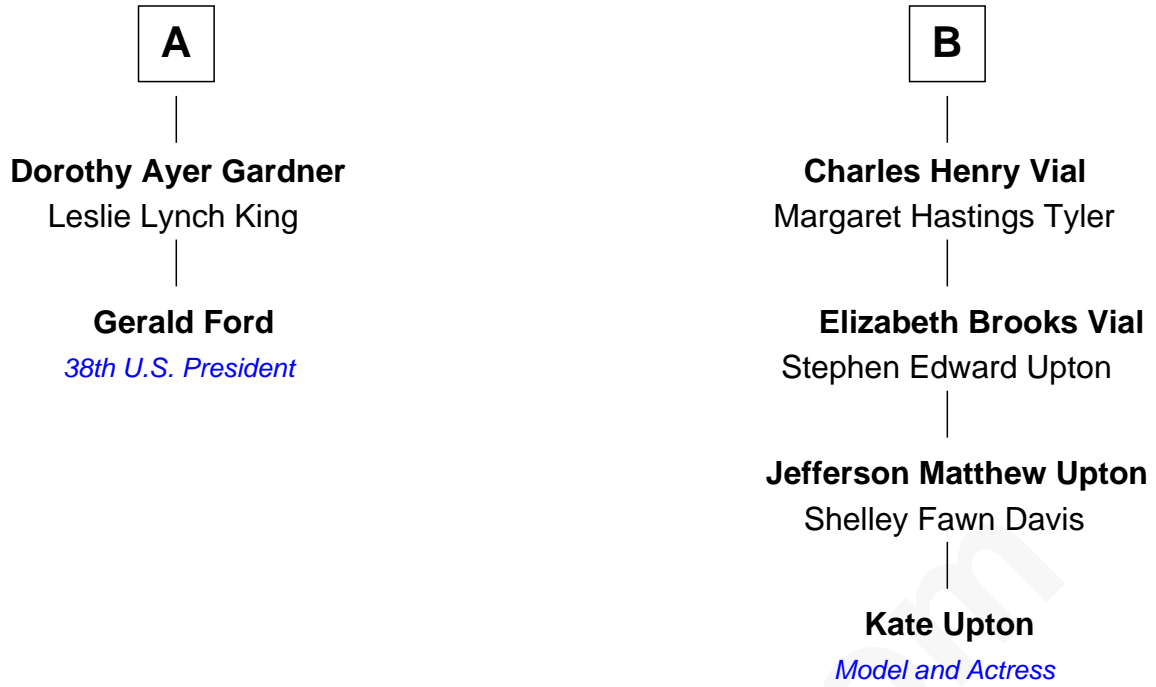 A
Dorothy Ayer Gardner
Leslie Lynch King
Gerald Ford
38th U.S. President
B
Charles Henry Vial
Margaret Hastings Tyler
Elizabeth Brooks Vial
Stephen Edward Upton
Jefferson Matthew Upton
Shelley Fawn Davis
Kate Upton
Model and Actress